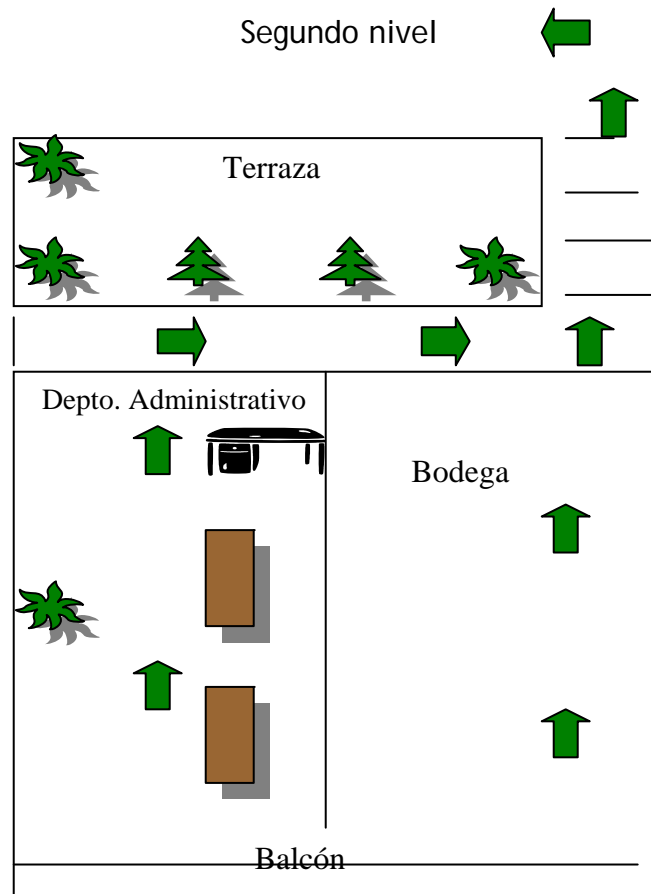 Segundo nivel
Terraza
Depto. Administrativo
Bodega
Balcón